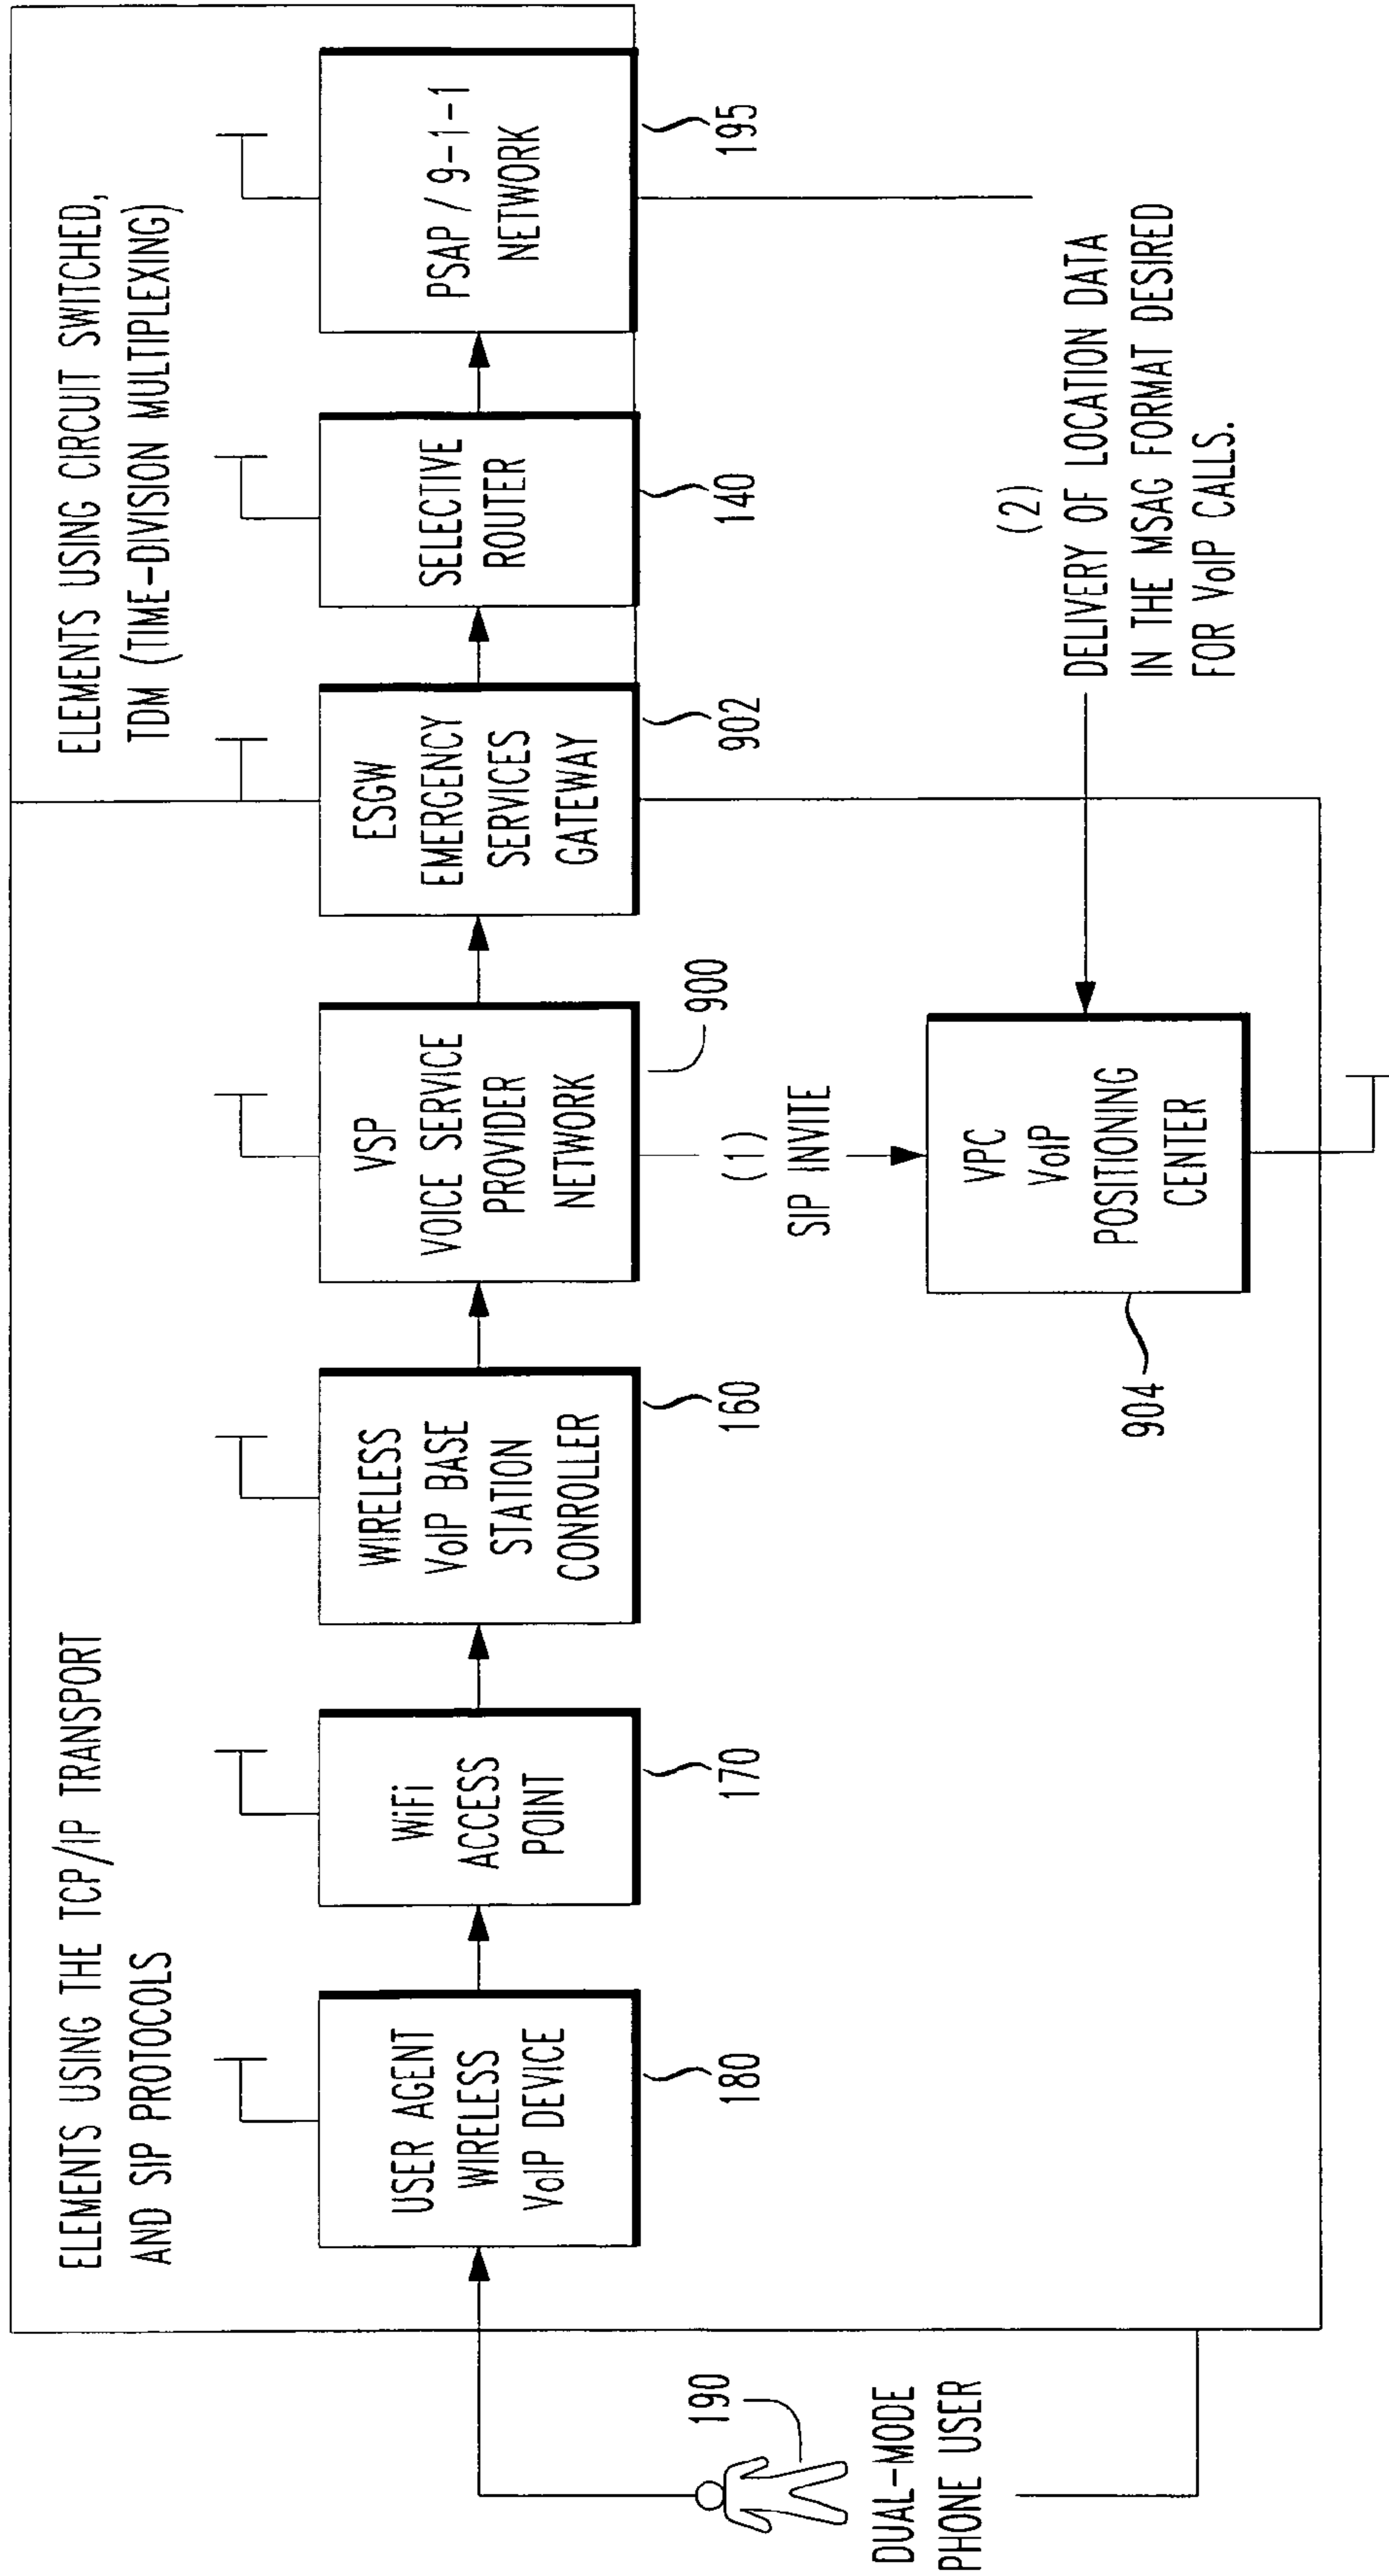 ELEMENTS USING THE TCP/IP TRANSPORT
AND SIP PROTOCOLS
ELEMENTS USING CIRCUIT SWITCHED,
TDM (TIME-DIVISION MULTIPLEXING)
USER AGENT
WIRELESS
VoIP DEVICE
180
WiFi
ACCESS
POINT
170
WIRELESS
VoIP BASE
STATION
CONROLLER
160
VSP
VOICE SERVICE
PROVIDER
NETWORK
900
ESGW
EMERGENCY
SERVICES
GATEWAY
902
SELECTIVE
ROUTER
140
PSAP / 9-1-1
NETWORK
195
190
DUAL-MODE
PHONE USER
(1)
SIP INVITE
VPC
VoIP
POSITIONING
CENTER
904
(2)
DELIVERY OF LOCATION DATA
IN THE MSAG FORMAT DESIRED
FOR VoIP CALLS.